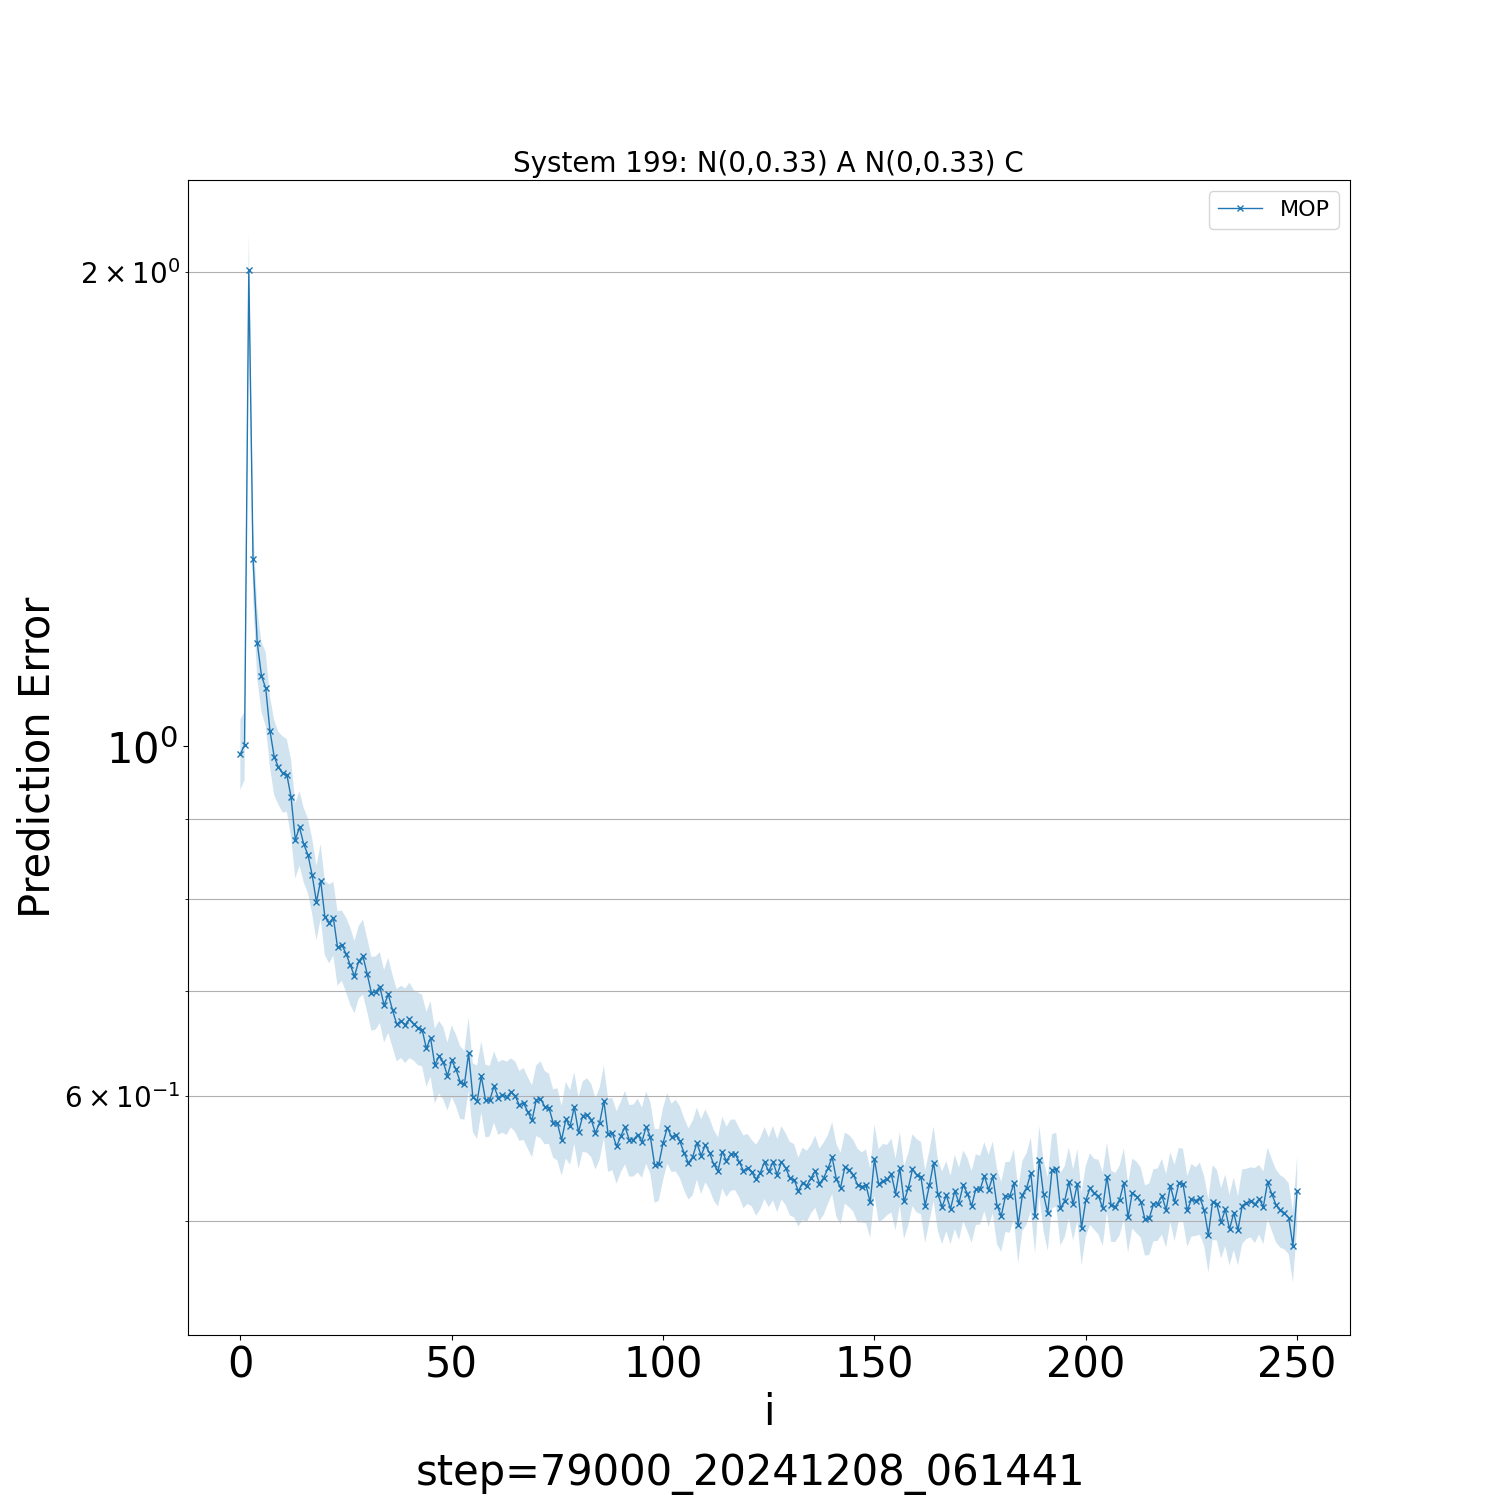 System 199: N(0,0.33) A N(0,0.33) C
MOP
2 × 10⁰
10⁰
6 × 10⁻¹
Prediction Error
0 50 100 150 200 250
i
step=79000_20241208_061441